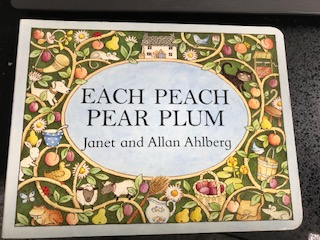 EACH PEACH
PEAR PLUM
Janet and Allan Ahlberg